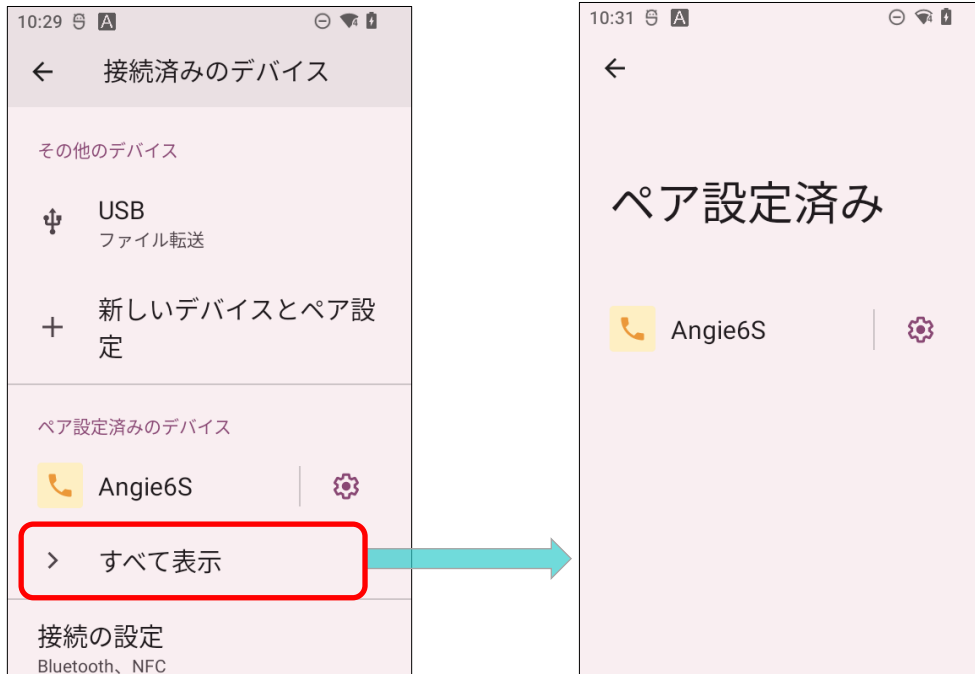 10:29 A
接続済みのデバイス
その他のデバイス
USB
ファイル転送
新しいデバイスとペア設
定
ペア設定済みのデバイス
Angie6S
すべて表示
接続の設定
Bluetooth、NFC
10:31 A
ペア設定済み
Angie6S